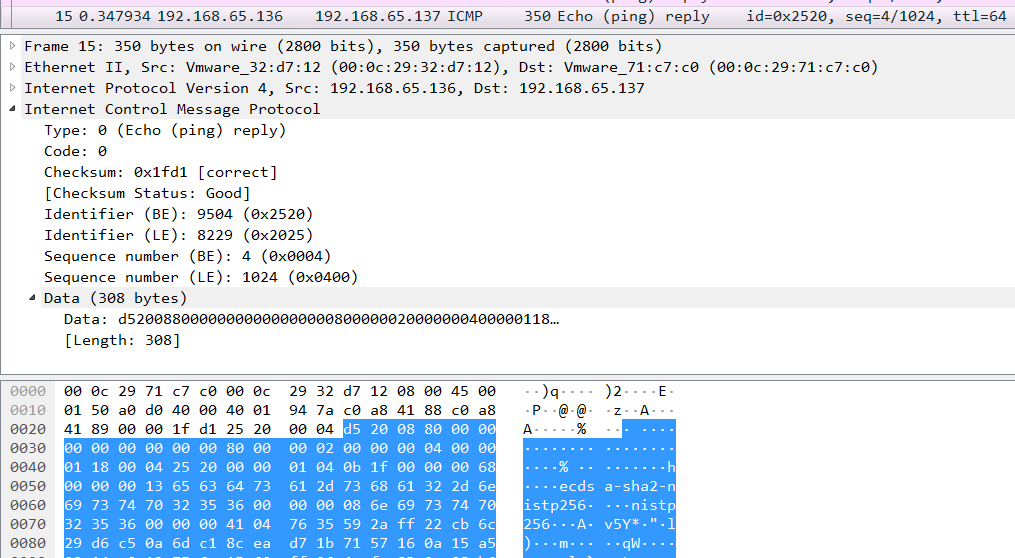 15 0.347934 192.168.65.136 192.168.65.137 ICMP 350 Echo (ping) reply id=0x2520, seq=4/1024, ttl=64
Frame 15: 350 bytes on wire (2800 bits), 350 bytes captured (2800 bits)
Ethernet II, Src: Vmware_32:d7:12 (00:0c:29:32:d7:12), Dst: Vmware_71:c7:c0 (00:0c:29:71:c7:c0)
Internet Protocol Version 4, Src: 192.168.65.136, Dst: 192.168.65.137
Internet Control Message Protocol
Type: 0 (Echo (ping) reply)
Code: 0
Checksum: 0x1fd1 [correct]
[Checksum Status: Good]
Identifier (BE): 9504 (0x2520)
Identifier (LE): 8229 (0x2025)
Sequence number (BE): 4 (0x0004)
Sequence number (LE): 1024 (0x0400)
Data (308 bytes)
Data: d52008800000000000000000800000020000000400000118…
[Length: 308]
0000 00 0c 29 71 c7 c0 00 0c 29 32 d7 12 08 00 45 00 ··)q···· )2····E·
0010 01 50 a0 d0 40 00 40 01 94 7a c0 a8 41 88 c0 a8 ·P··@·@· ·z··A···
0020 41 89 00 00 1f d1 25 20 00 04 d5 20 08 80 00 00 A·····% ··· ····
0030 00 00 00 00 00 00 80 00 00 02 00 00 00 04 00 00 ········ ········
0040 01 18 00 04 25 20 00 00 01 04 0b 1f 00 00 00 68 ····% ·· ·······h
0050 00 00 00 13 65 63 64 73 61 2d 73 68 61 32 2d 6e ····ecds a-sha2-n
0060 69 73 74 70 32 35 36 00 00 00 08 6e 69 73 74 70 istp256· ···nistp
0070 32 35 36 00 00 00 41 04 76 35 59 2a ff 22 cb 6c 256···A· v5Y*·"·l
0080 29 d6 c5 0a 6d c1 8c ea d7 1b 71 57 16 0a 15 a5 )···m··· ··qW····